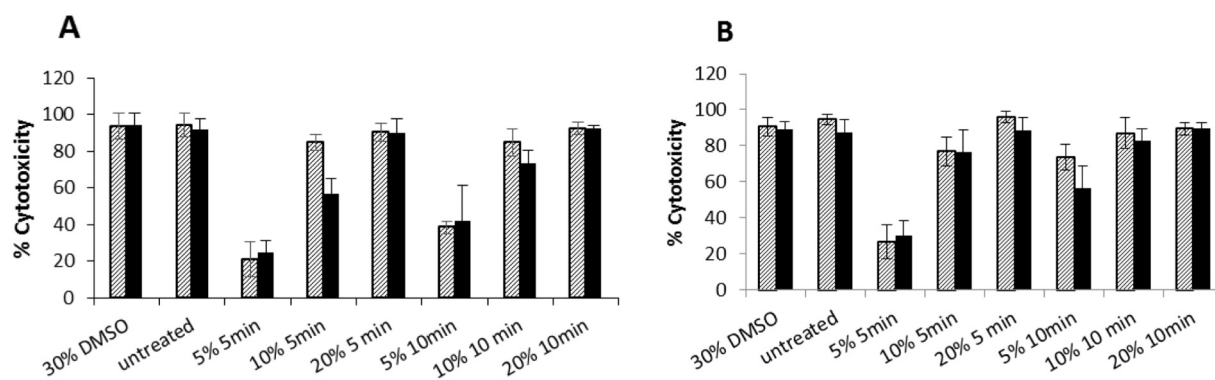 A
% Cytotoxicity
120
100
80
60
40
20
0
30% DMSO
untreated
5% 5min
10% 5min
20% 5 min
5% 10min
10% 10 min
20% 10min
B
% Cytotoxicity
120
100
80
60
40
20
0
30% DMSO
untreated
5% 5min
10% 5min
20% 5 min
5% 10min
10% 10 min
20% 10min